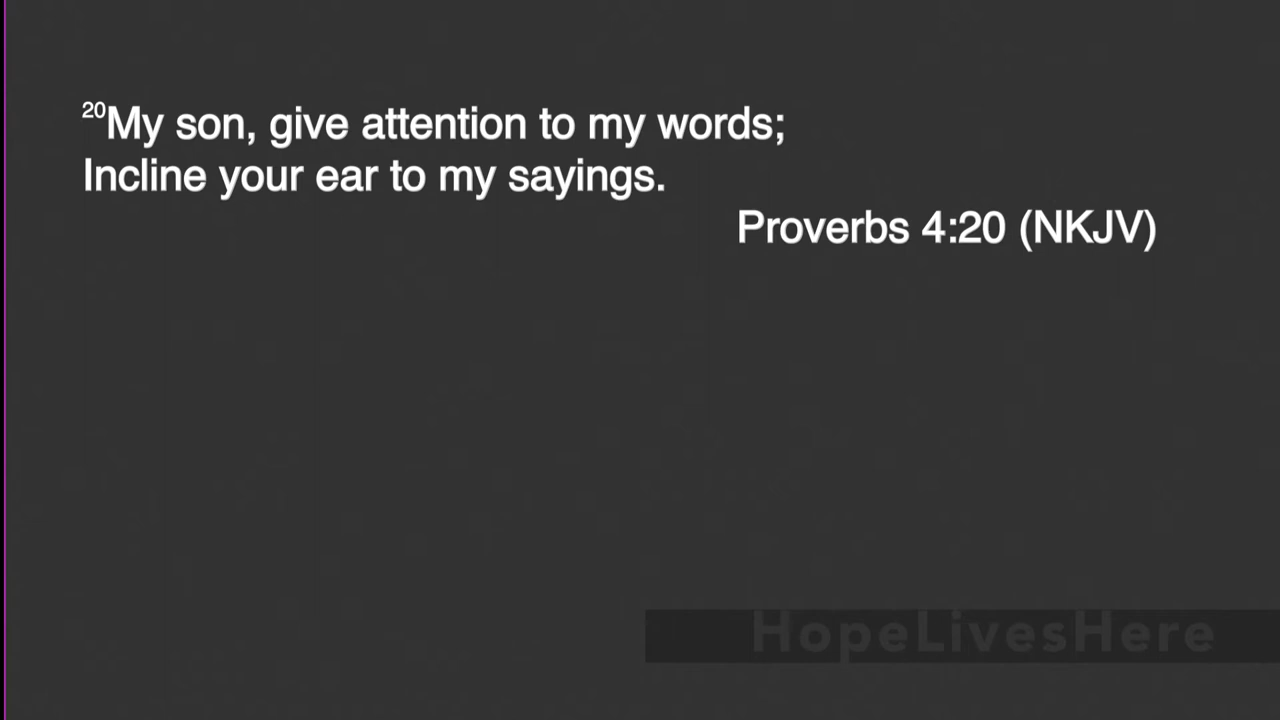 20My son, give attention to my words;
Incline your ear to my sayings.
Proverbs 4:20 (NKJV)
HopeLivesHere